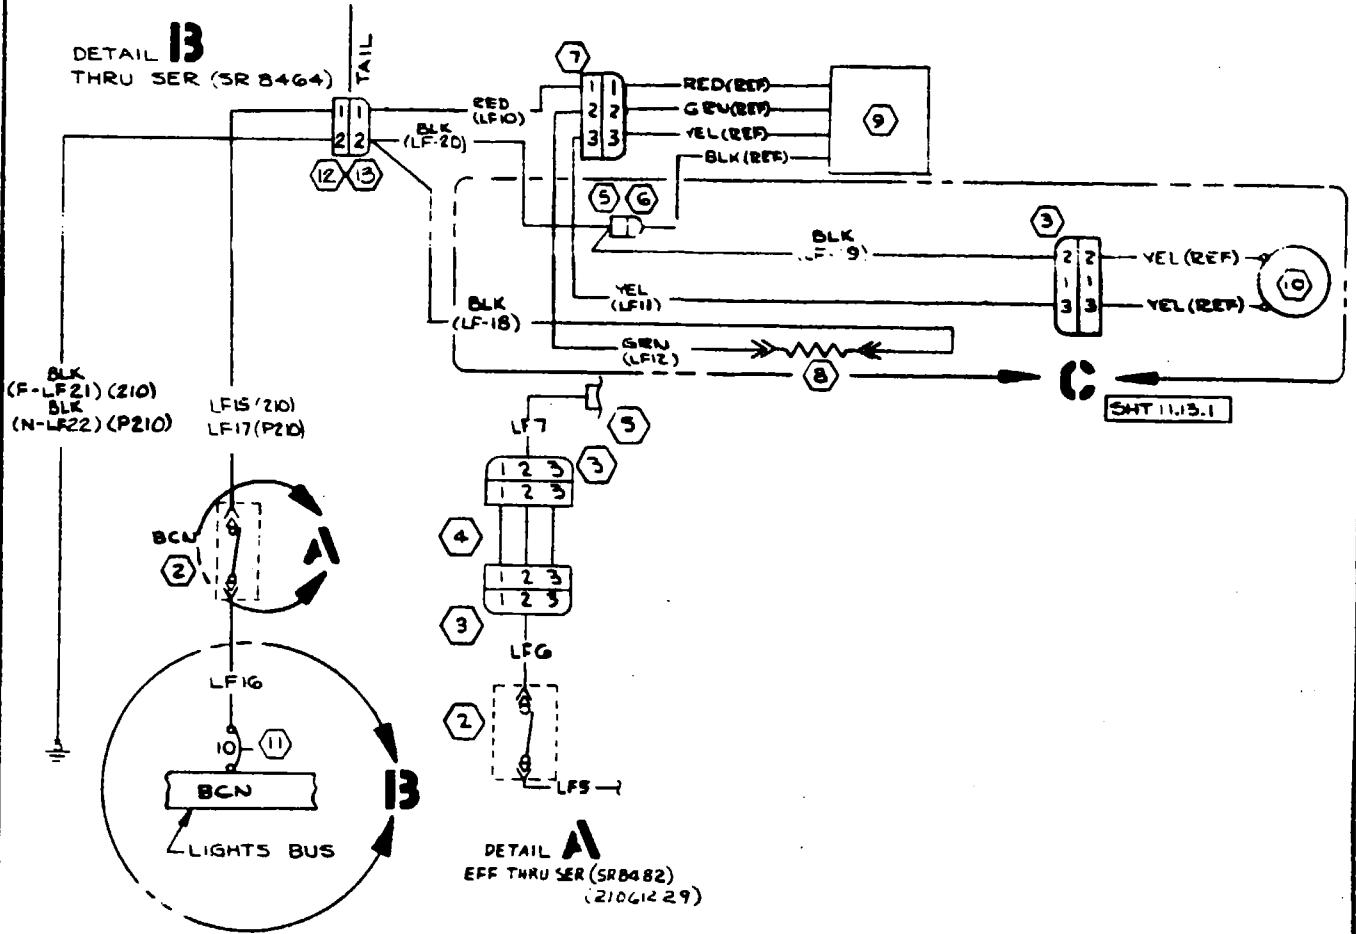 DETAIL B
THRU SER (SR 8464)
TAIL
7
1 1
2 2
3 3
RED (REF)
GRN (REF)
YEL (REF)
BLK (REF)
9
1 1
2 2
RED
(LF10)
BLK
(LF-20)
12 13
5 6
3
BLK
2 2
1 1
3 3
YEL (REF)
YEL (REF)
10
YEL
(LF11)
BLK
(LF-18)
GRN
(LF12)
8
C
SHT 11.13.1
BLK
(F-LF21) (210)
BLK
(N-LF22) (P210)
LF15 (210)
LF17 (P210)
LF7
5
3
1 2 3
1 2 3
4
1 2 3
1 2 3
3
BCN
2
A
LF6
LF16
2
10
11
BCN
B
LIGHTS BUS
LF5
DETAIL A
EFF THRU SER (SR8482)
(21061229)